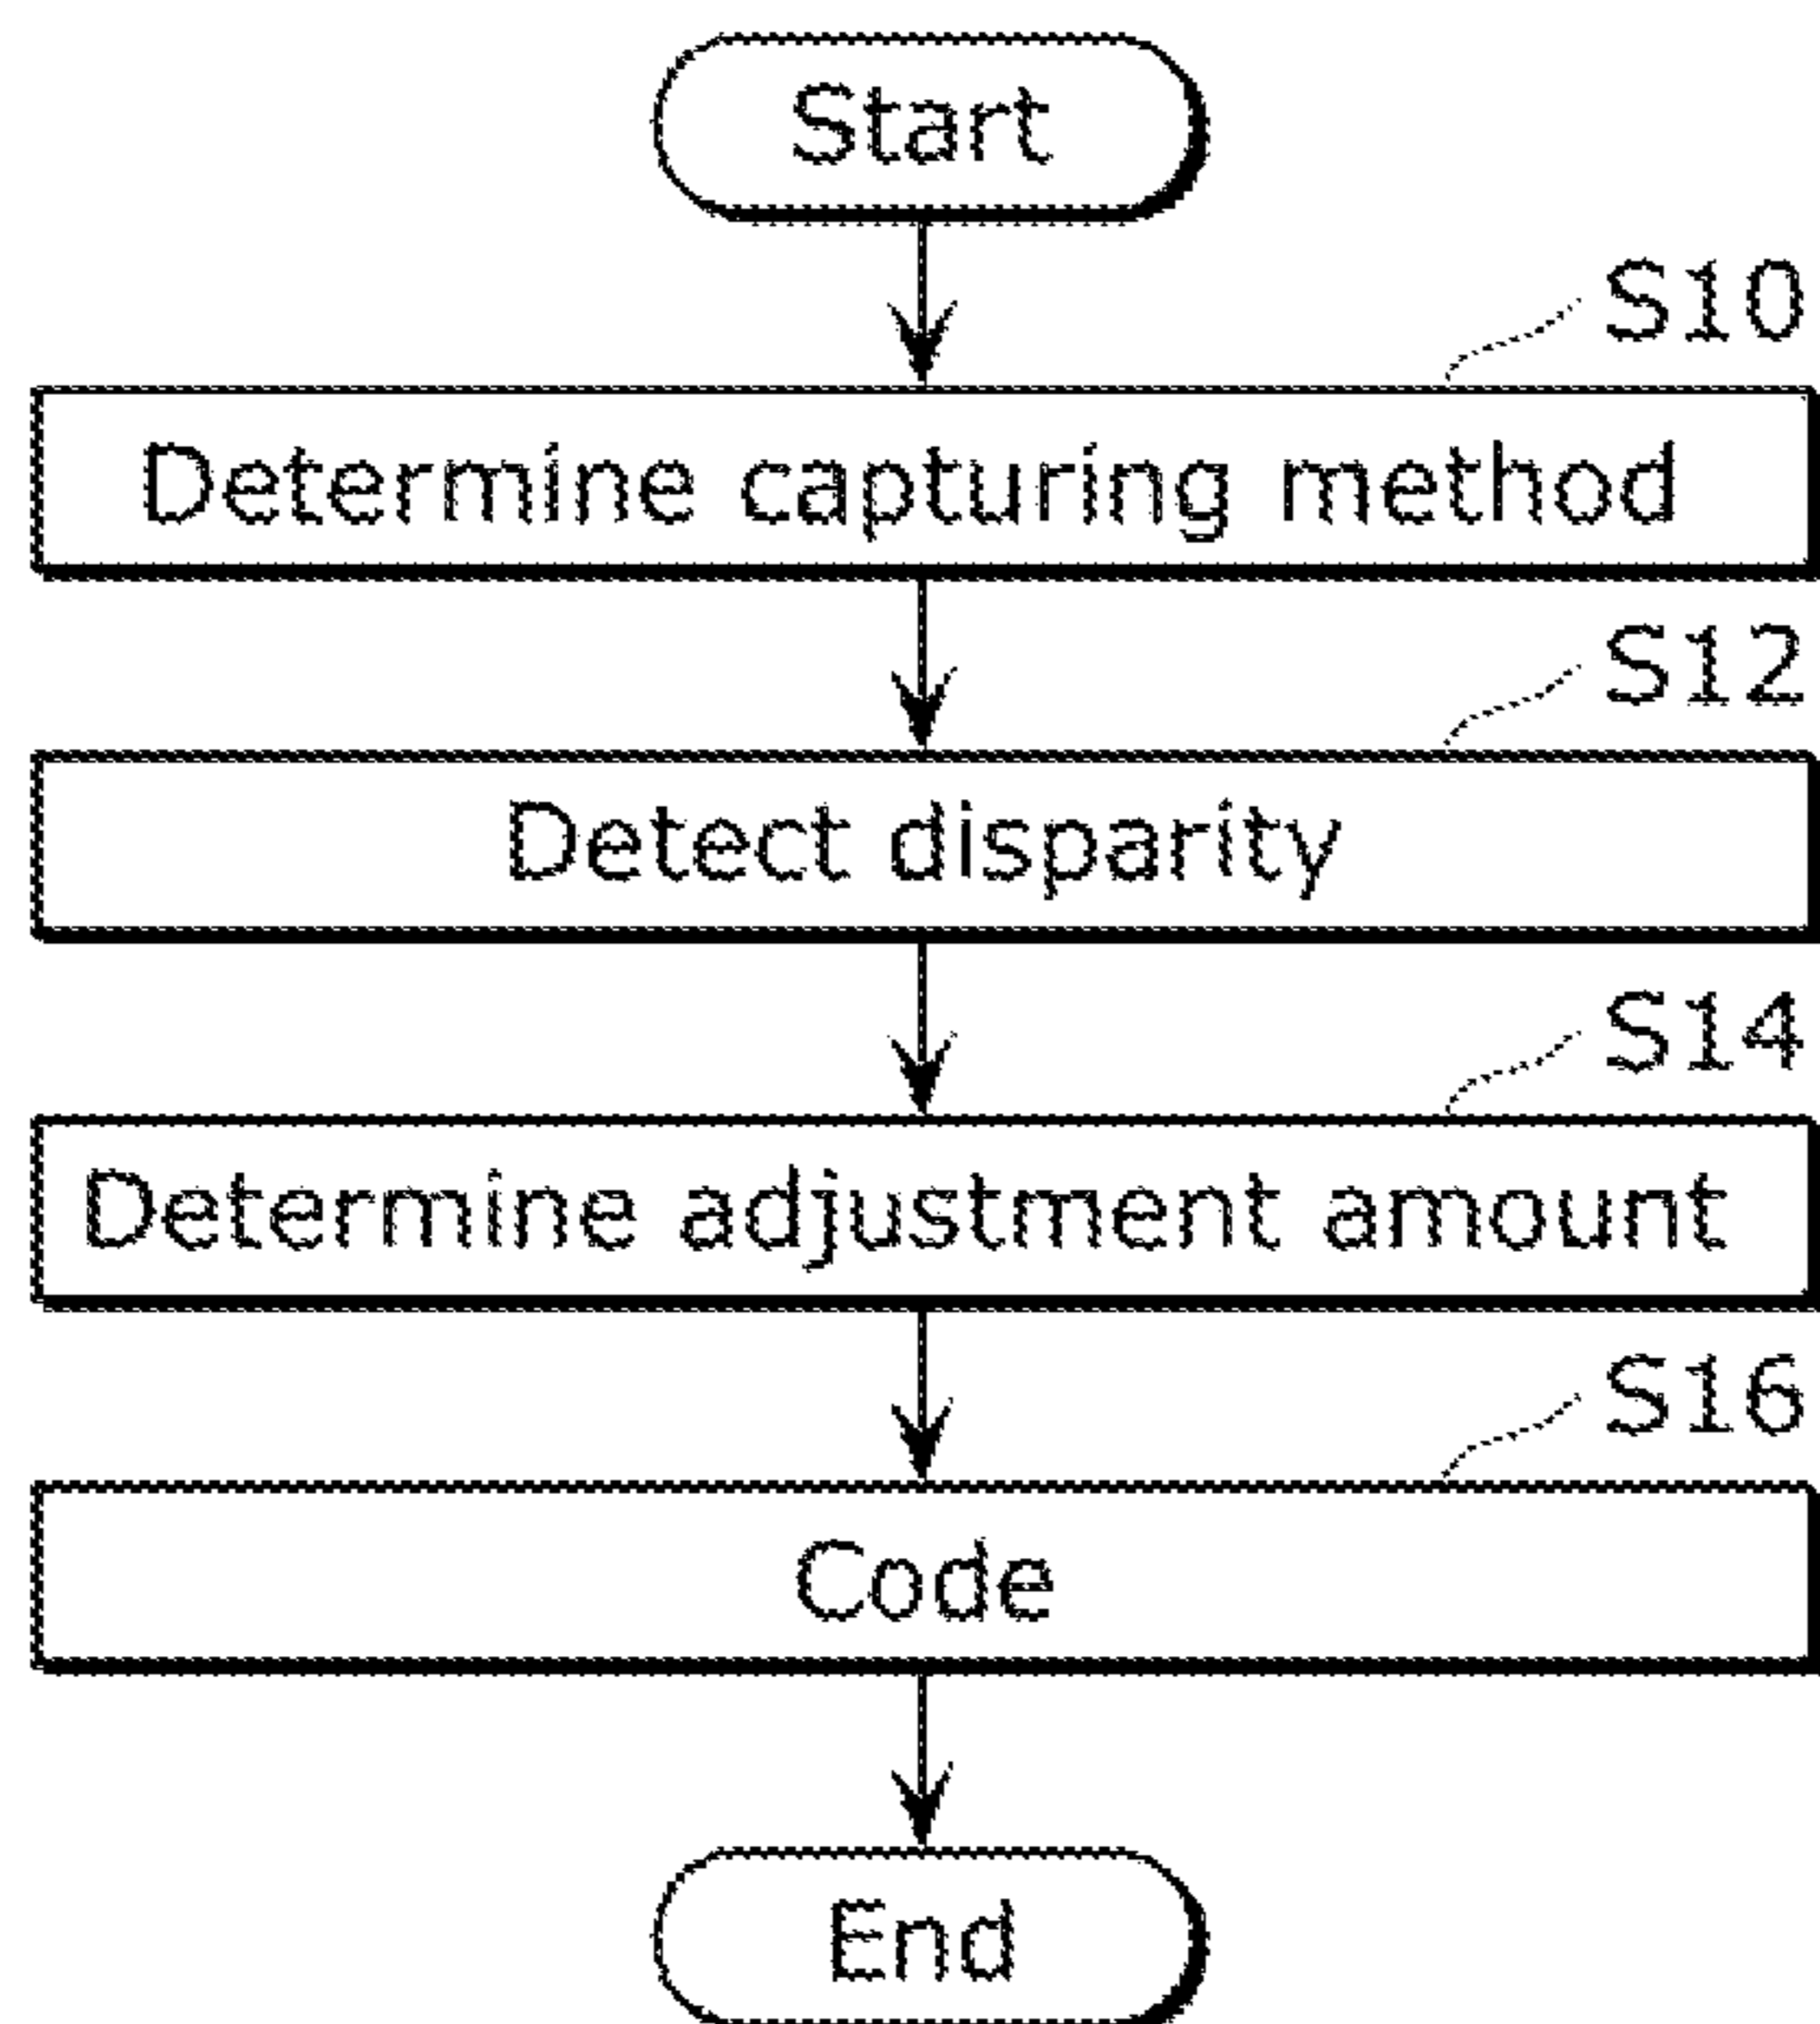 Start
S10
Determine capturing method
S12
Detect disparity
S14
Determine adjustment amount
S16
Code
End